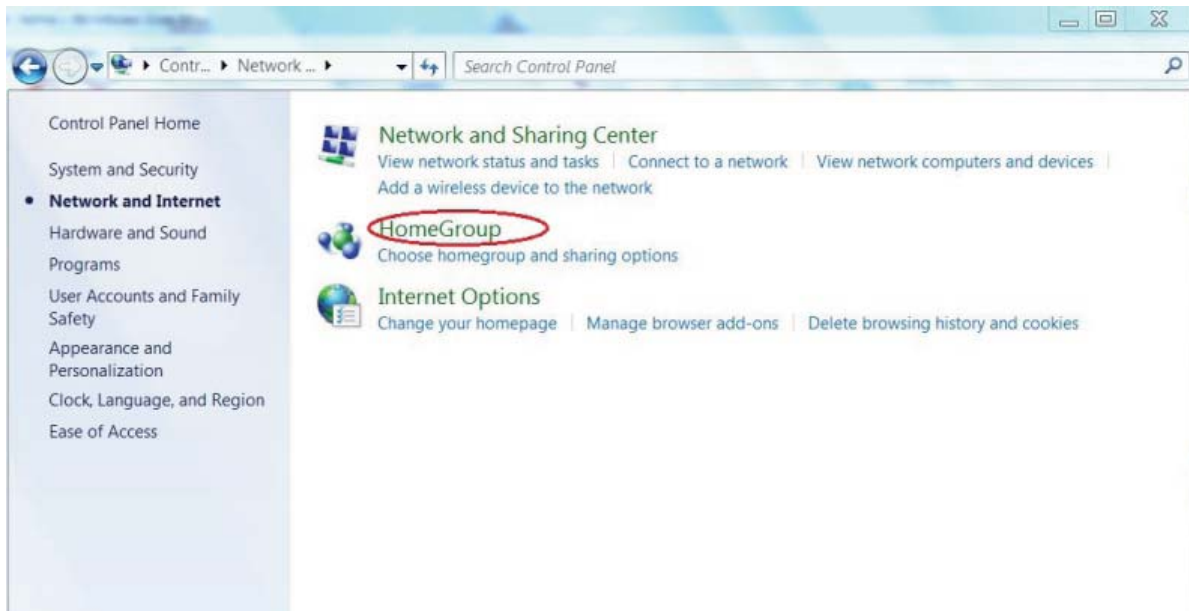 Contr... Network ...
Search Control Panel
Control Panel Home
System and Security
Network and Internet
Hardware and Sound
Programs
User Accounts and Family
Safety
Appearance and
Personalization
Clock, Language, and Region
Ease of Access
Network and Sharing Center
View network status and tasks
Connect to a network
View network computers and devices
Add a wireless device to the network
HomeGroup
Choose homegroup and sharing options
Internet Options
Change your homepage
Manage browser add-ons
Delete browsing history and cookies